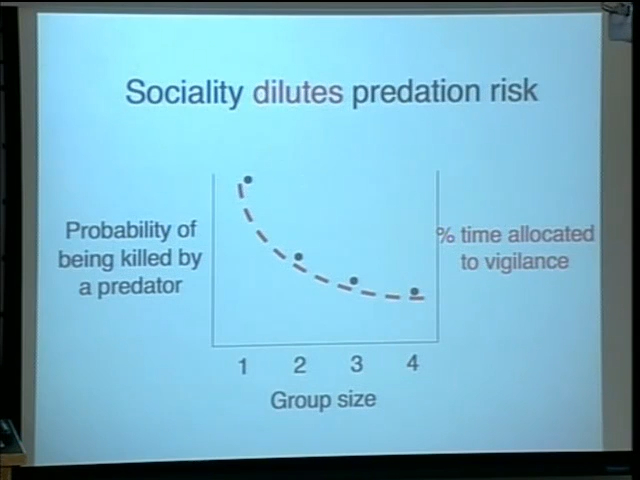 Sociality dilutes predation risk
Probability of
being killed by
a predator
% time allocated
to vigilance
1 2 3 4
Group size